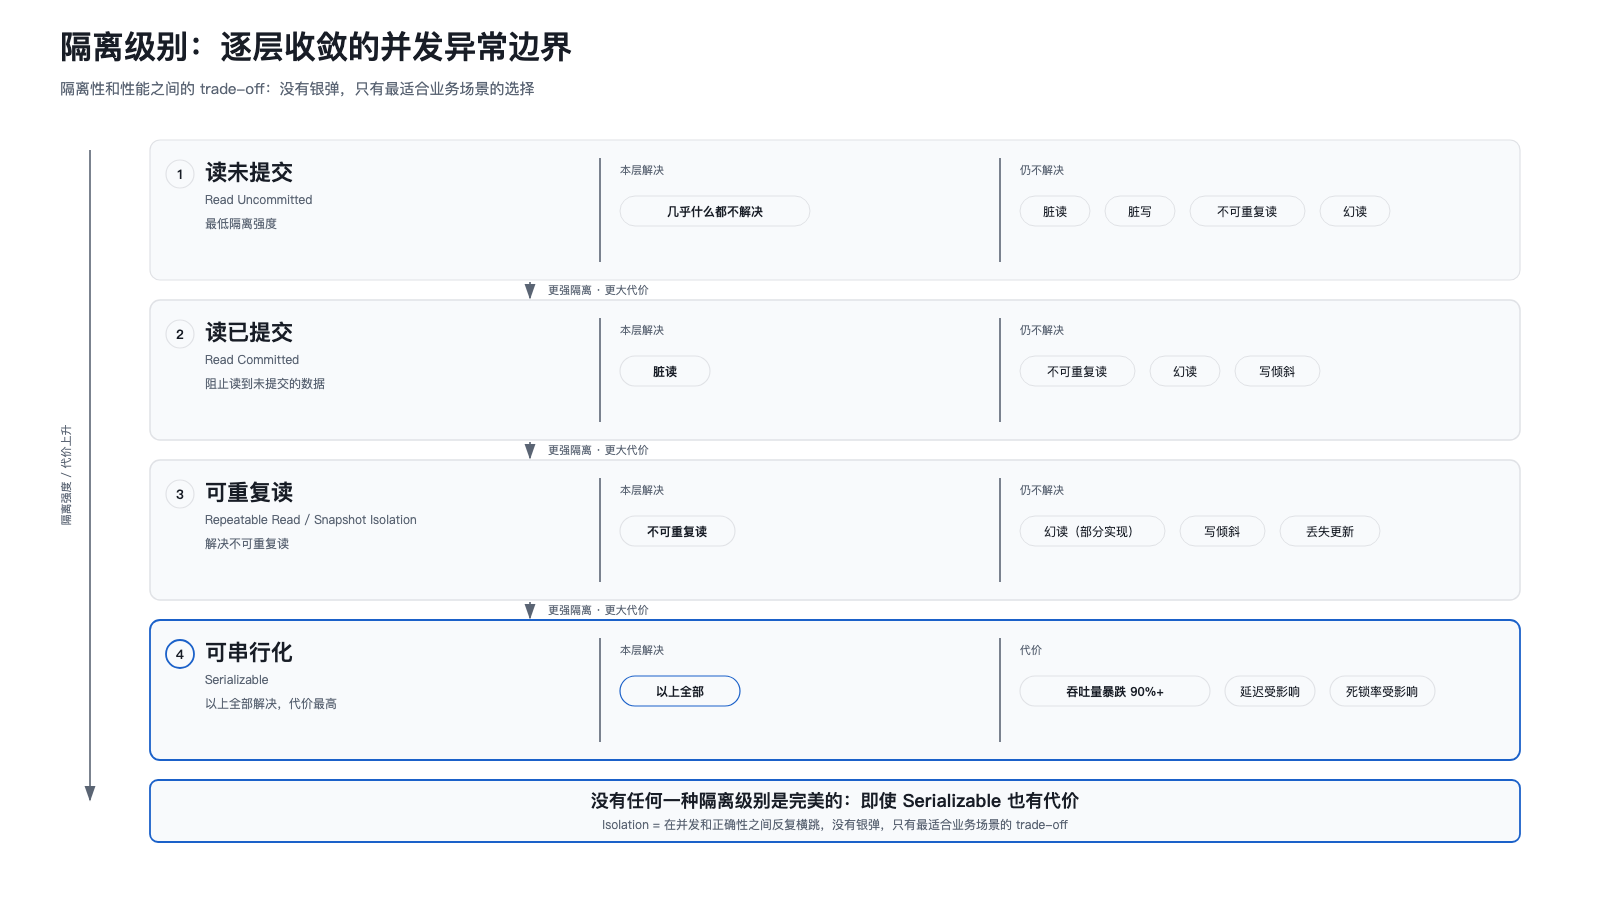 隔离级别：逐层收敛的并发异常边界
隔离性和性能之间的 trade-off：没有银弹，只有最适合业务场景的选择
隔离强度 / 代价上升
1
读未提交
Read Uncommitted
最低隔离强度
本层解决
几乎什么都不解决
仍不解决
脏读 脏写 不可重复读 幻读
更强隔离 · 更大代价
2
读已提交
Read Committed
阻止读到未提交的数据
本层解决
脏读
仍不解决
不可重复读 幻读 写倾斜
更强隔离 · 更大代价
3
可重复读
Repeatable Read / Snapshot Isolation
解决不可重复读
本层解决
不可重复读
仍不解决
幻读（部分实现） 写倾斜 丢失更新
更强隔离 · 更大代价
4
可串行化
Serializable
以上全部解决，代价最高
本层解决
以上全部
代价
吞吐量暴跌 90%+ 延迟受影响 死锁率受影响
没有任何一种隔离级别是完美的：即使 Serializable 也有代价
Isolation = 在并发和正确性之间反复横跳，没有银弹，只有最适合业务场景的 trade-off